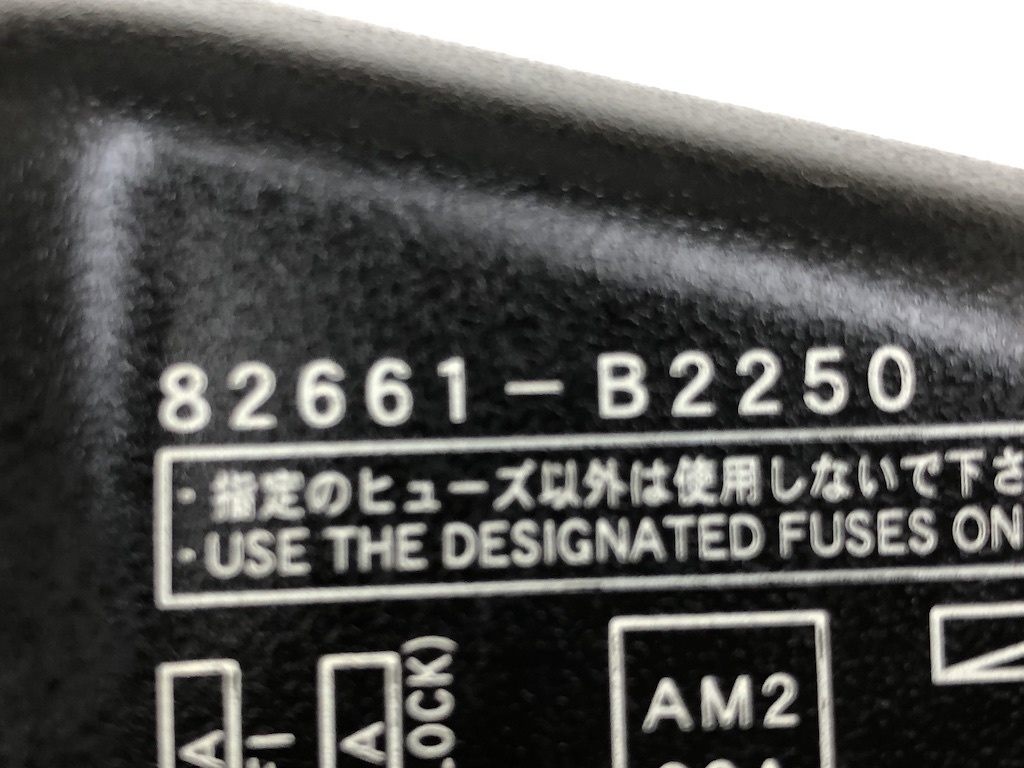 82661-B2250
・指定のヒューズ以外は使用しないで下さ
・USE THE DESIGNATED FUSES ON
AM2
A
A
OCK)